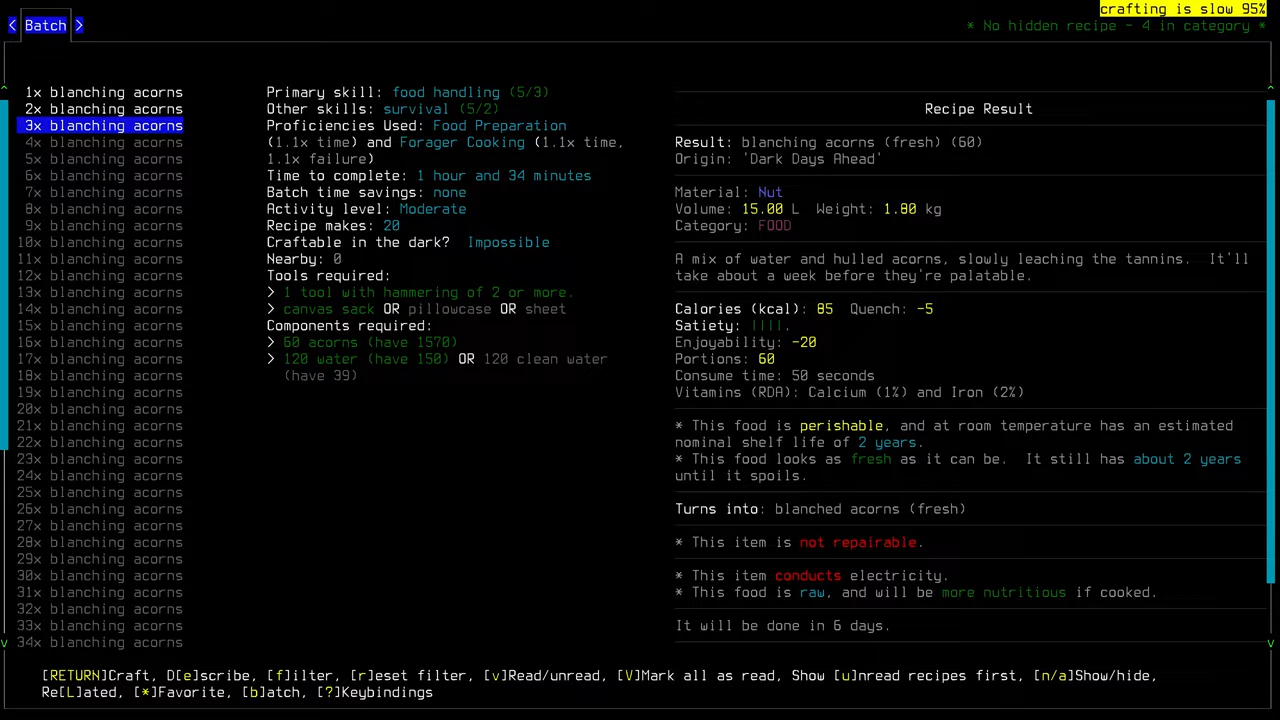 crafting is slow 95%
< Batch >
* No hidden recipe - 4 in category *
1x blanching acorns
2x blanching acorns
3x blanching acorns
4x blanching acorns
5x blanching acorns
6x blanching acorns
7x blanching acorns
8x blanching acorns
9x blanching acorns
10x blanching acorns
11x blanching acorns
12x blanching acorns
13x blanching acorns
14x blanching acorns
15x blanching acorns
16x blanching acorns
17x blanching acorns
18x blanching acorns
19x blanching acorns
20x blanching acorns
21x blanching acorns
22x blanching acorns
23x blanching acorns
24x blanching acorns
25x blanching acorns
26x blanching acorns
27x blanching acorns
28x blanching acorns
29x blanching acorns
30x blanching acorns
31x blanching acorns
32x blanching acorns
33x blanching acorns
34x blanching acorns
Primary skill: food handling (5/3)
Other skills: survival (5/2)
Proficiencies Used: Food Preparation
(1.1x time) and Forager Cooking (1.1x time,
1.1x failure)
Time to complete: 1 hour and 34 minutes
Batch time savings: none
Activity level: Moderate
Recipe makes: 20
Craftable in the dark? Impossible
Nearby: 0
Tools required:
> 1 tool with hammering of 2 or more.
> canvas sack OR pillowcase OR sheet
Components required:
> 60 acorns (have 1570)
> 120 water (have 150) OR 120 clean water
(have 39)
Recipe Result
Result: blanching acorns (fresh) (60)
Origin: 'Dark Days Ahead'
Material: Nut
Volume: 15.00 L Weight: 1.80 kg
Category: FOOD
A mix of water and hulled acorns, slowly leaching the tannins. It'll
take about a week before they're palatable.
Calories (kcal): 85 Quench: -5
Satiety: ||||.
Enjoyability: -20
Portions: 60
Consume time: 50 seconds
Vitamins (RDA): Calcium (1%) and Iron (2%)
* This food is perishable, and at room temperature has an estimated
nominal shelf life of 2 years.
* This food looks as fresh as it can be. It still has about 2 years
until it spoils.
Turns into: blanched acorns (fresh)
* This item is not repairable.
* This item conducts electricity.
* This food is raw, and will be more nutritious if cooked.
It will be done in 6 days.
[RETURN]Craft, D[e]scribe, [f]ilter, [r]eset filter, [v]Read/unread, [V]Mark all as read, Show [u]nread recipes first, [n/a]Show/hide,
Re[L]ated, [*]Favorite, [b]atch, [?]Keybindings